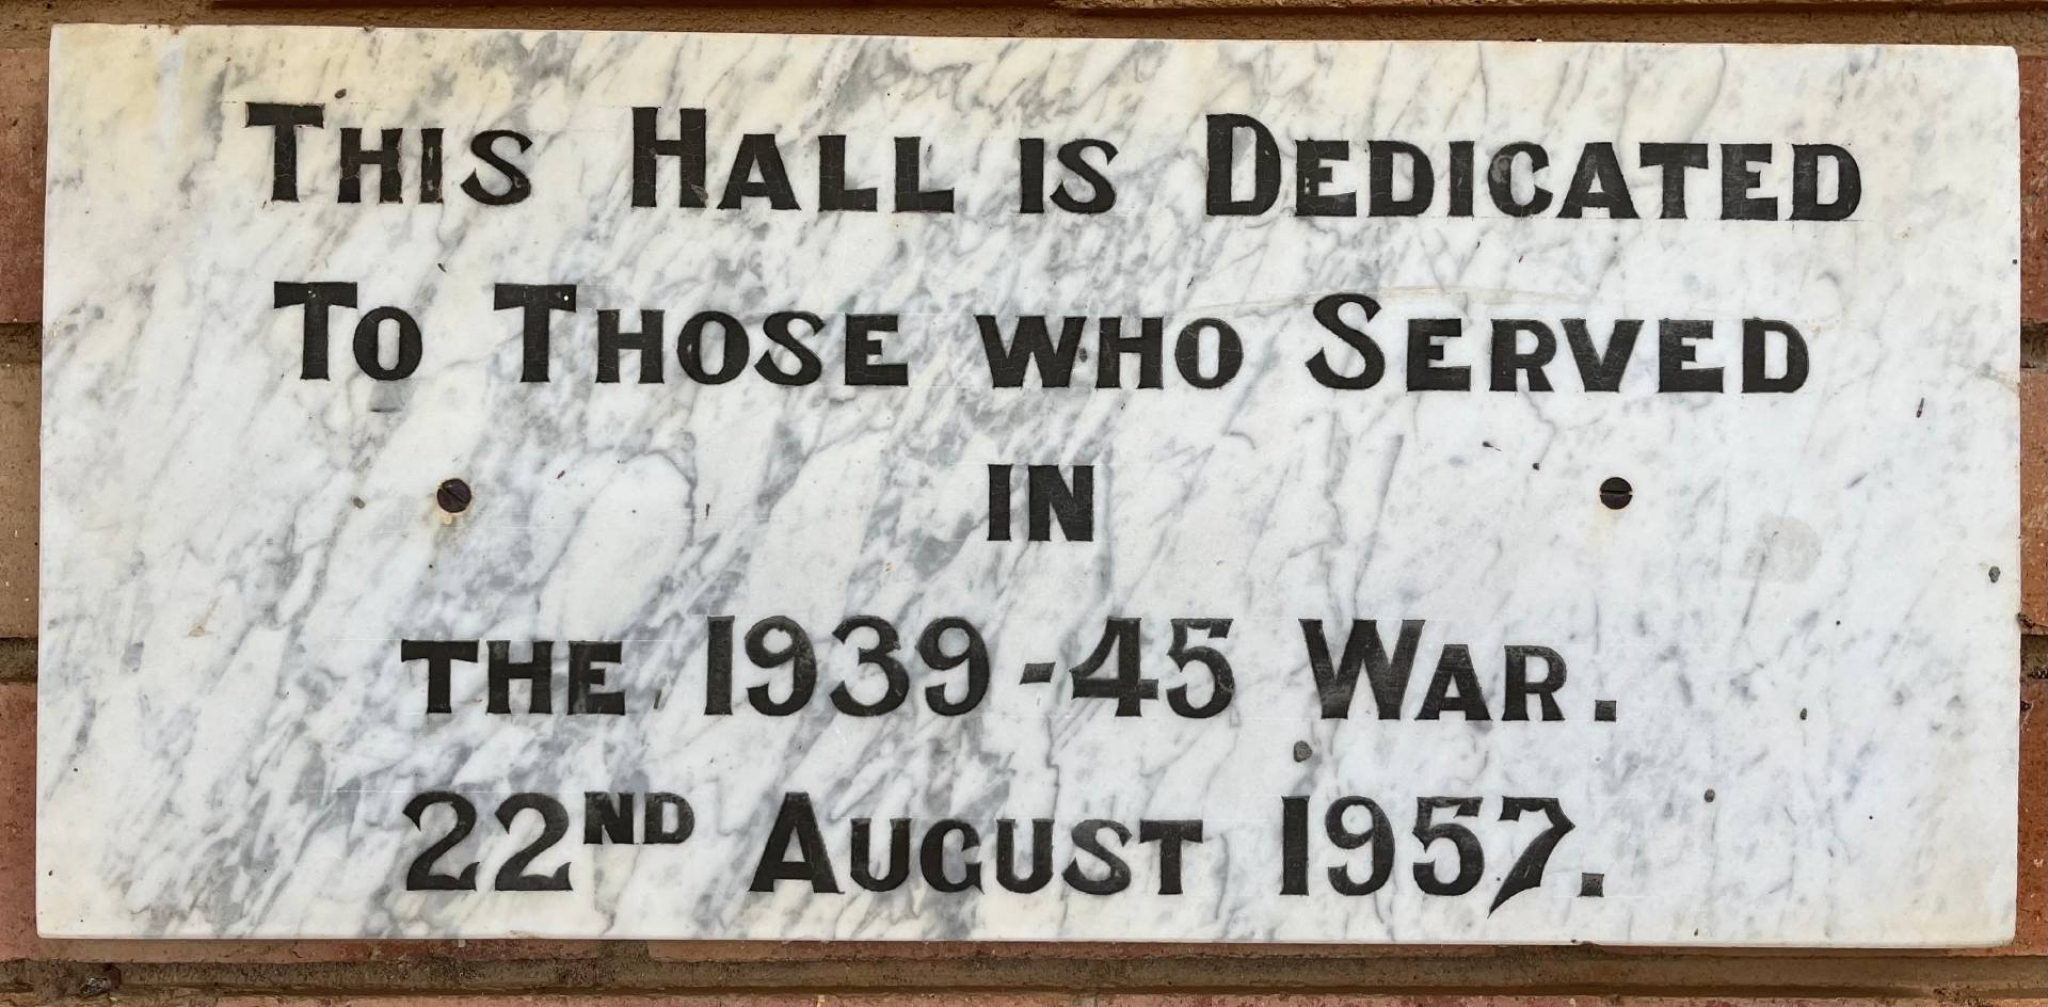 THIS HALL IS DEDICATED
TO THOSE WHO SERVED
IN
THE 1939-45 WAR.
22ND AUGUST 1957.